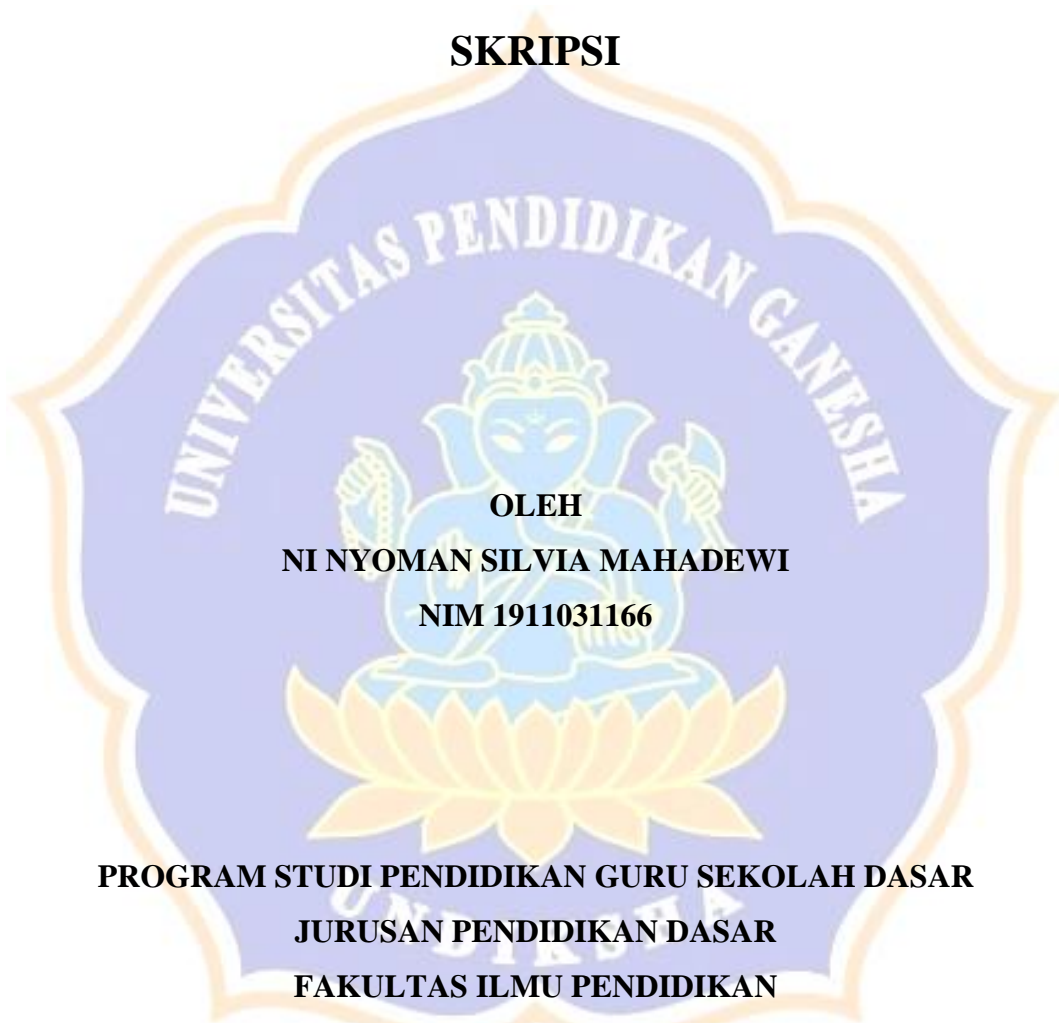 SKRIPSI
UNIVERSITAS PENDIDIKAN GANESHA
OLEH
NI NYOMAN SILVIA MAHADEWI
NIM 1911031166
PROGRAM STUDI PENDIDIKAN GURU SEKOLAH DASAR
UNDIKSHA
JURUSAN PENDIDIKAN DASAR
FAKULTAS ILMU PENDIDIKAN